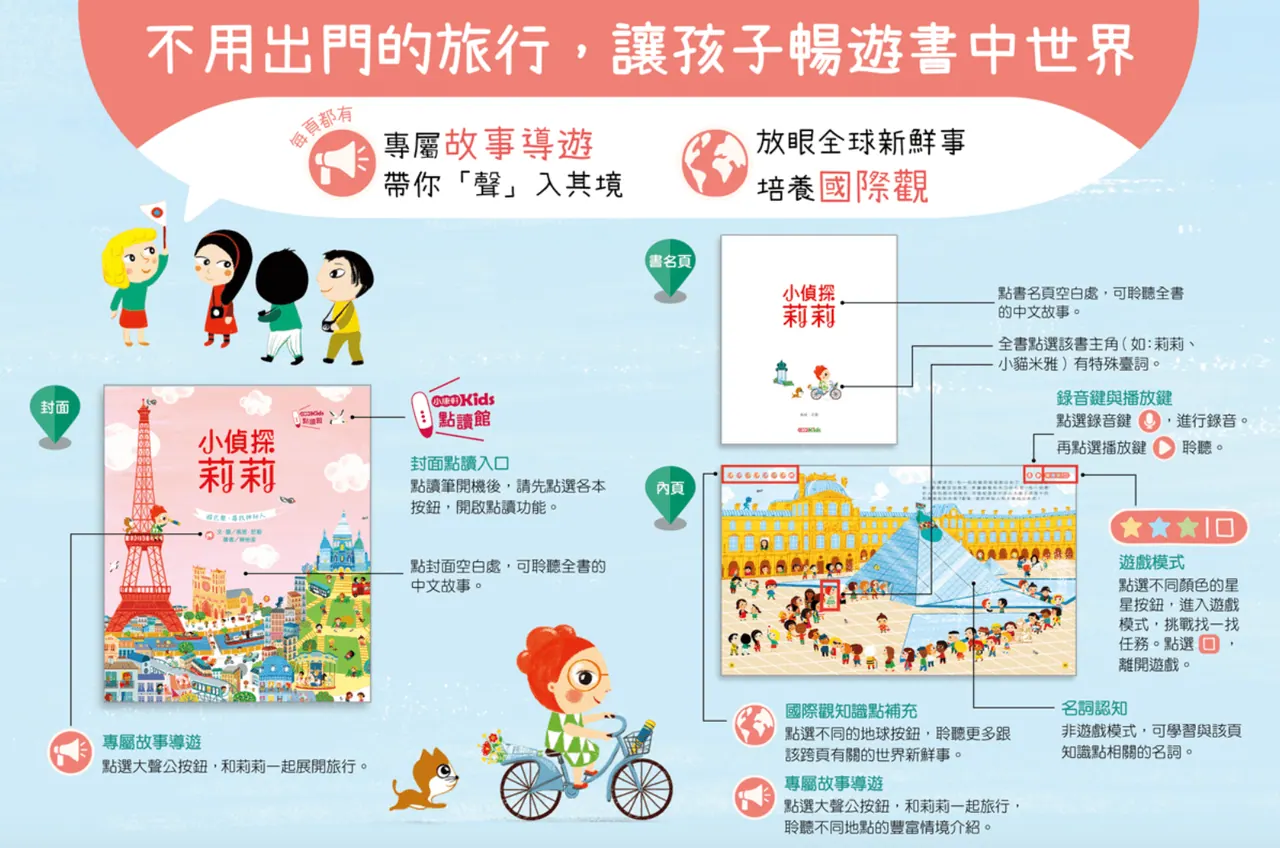 不用出門的旅行，讓孩子暢遊書中世界
每頁都有
專屬故事導遊
帶你「聲」入其境
放眼全球新鮮事
培養國際觀
書名頁
小偵探
莉莉
點書名頁空白處，可聆聽全書
的中文故事。
全書點選該書主角（如：莉莉、
小貓米雅）有特殊臺詞。
封面
小康軒Kids
點讀館
小偵探
莉莉
小康軒Kids
點讀館
封面點讀入口
點讀筆開機後，請先點選各本
按鈕，開啟點讀功能。
點封面空白處，可聆聽全書的
中文故事。
專屬故事導遊
點選大聲公按鈕，和莉莉一起展開旅行。
錄音鍵與播放鍵
點選錄音鍵，進行錄音。
再點選播放鍵 聆聽。
內頁
遊戲模式
點選不同顏色的星
星按鈕，進入遊戲
模式，挑戰找一找
任務。點選，
離開遊戲。
國際觀知識點補充
點選不同的地球按鈕，聆聽更多跟
該跨頁有關的世界新鮮事。
專屬故事導遊
點選大聲公按鈕，和莉莉一起旅行，
聆聽不同地點的豐富情境介紹。
名詞認知
非遊戲模式，可學習與該頁
知識點相關的名詞。